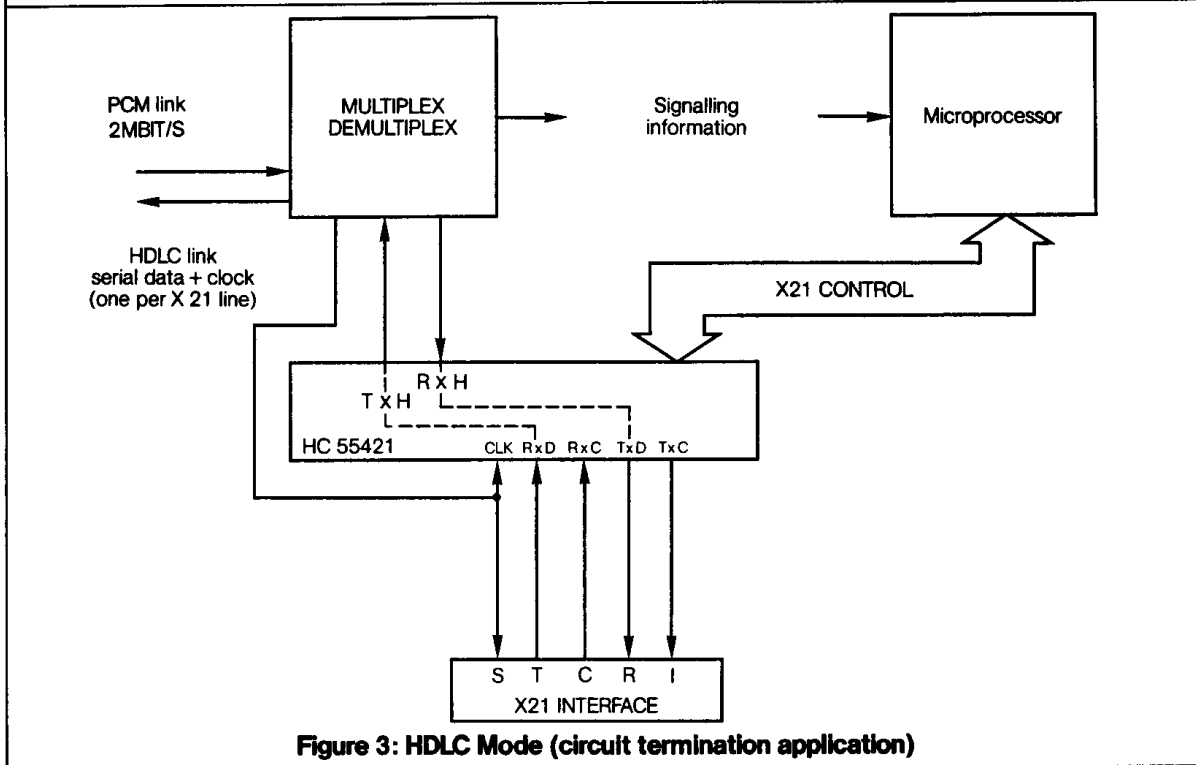 PCM link
2MBIT/S
MULTIPLEX
DEMULTIPLEX
Signalling
information
Microprocessor
HDLC link
serial data + clock
(one per X 21 line)
X21 CONTROL
R x H
T x H
HC 55421
CLK RxD RxC TxD TxC
S T C R I
X21 INTERFACE
Figure 3: HDLC Mode (circuit termination application)